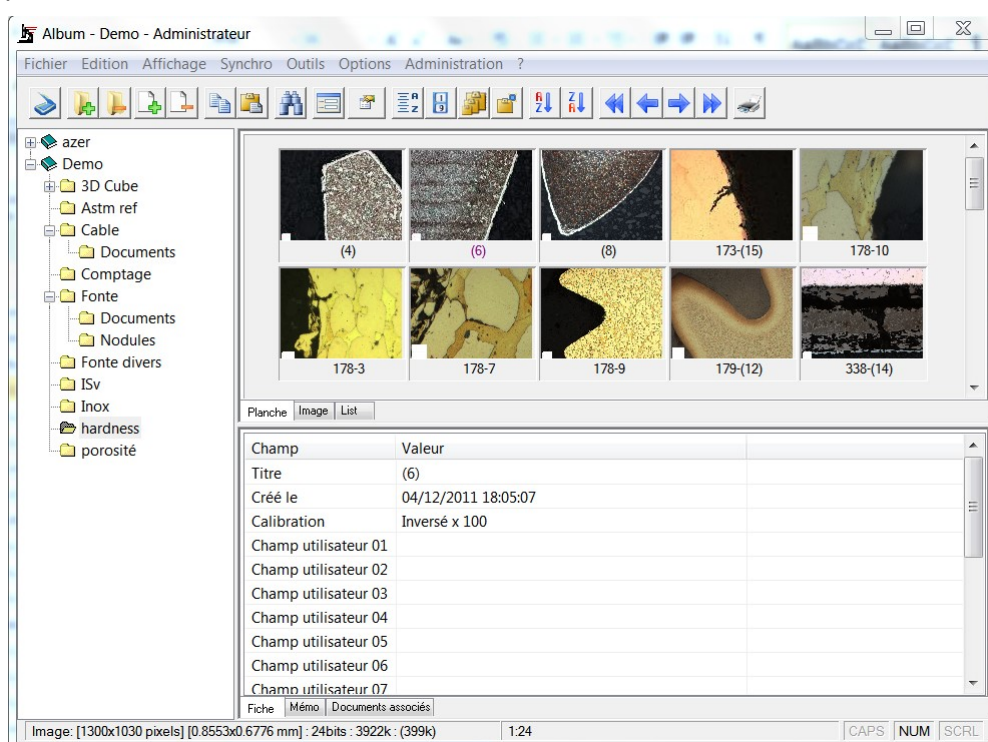 Album - Demo - Administrateur
Fichier Edition Affichage Synchro Outils Options Administration ?
azer
Demo
3D Cube
Astm ref
Cable
Documents
Comptage
Fonte
Documents
Nodules
Fonte divers
ISv
Inox
hardness
porosité
(4) (6) (8) 173-(15) 178-10
178-3 178-7 178-9 179-(12) 338-(14)
Planche Image List
Champ Valeur
Titre (6)
Créé le 04/12/2011 18:05:07
Calibration Inversé x 100
Champ utilisateur 01
Champ utilisateur 02
Champ utilisateur 03
Champ utilisateur 04
Champ utilisateur 05
Champ utilisateur 06
Champ utilisateur 07
Fiche Mémo Documents associés
Image: [1300x1030 pixels] [0.8553x0.6776 mm] : 24bits : 3922k : (399k) 1:24 CAPS NUM SCRL